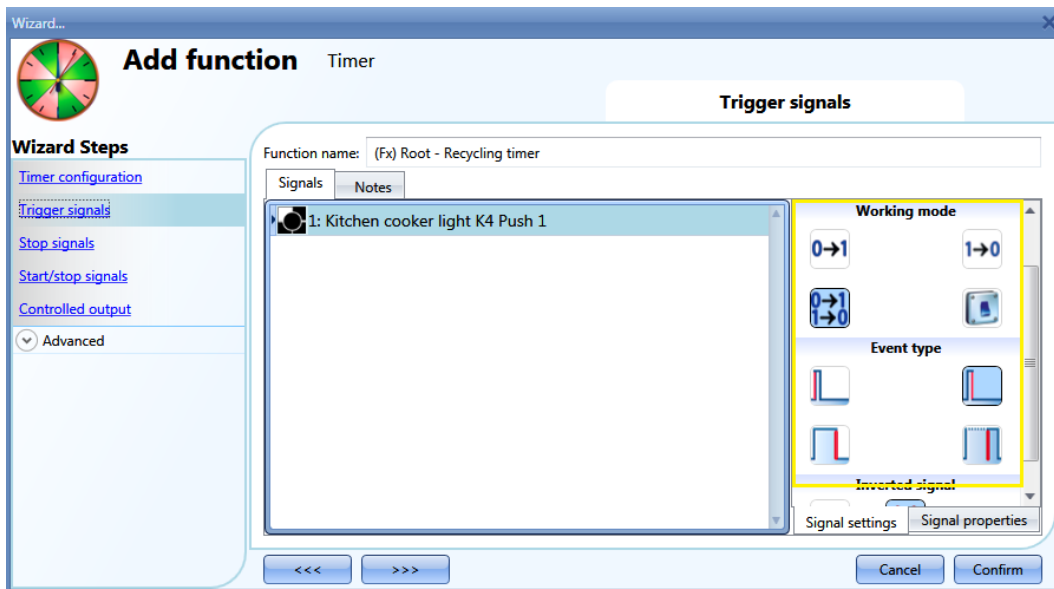 Wizard...
Add function Timer
Trigger signals
Wizard Steps
Timer configuration
Trigger signals
Stop signals
Start/stop signals
Controlled output
Advanced
Function name: (Fx) Root - Recycling timer
Signals Notes
1: Kitchen cooker light K4 Push 1
Working mode
0→1 1→0
0→1
1→0
Event type
Inverted signal
Signal settings Signal properties
<<< >>> Cancel Confirm